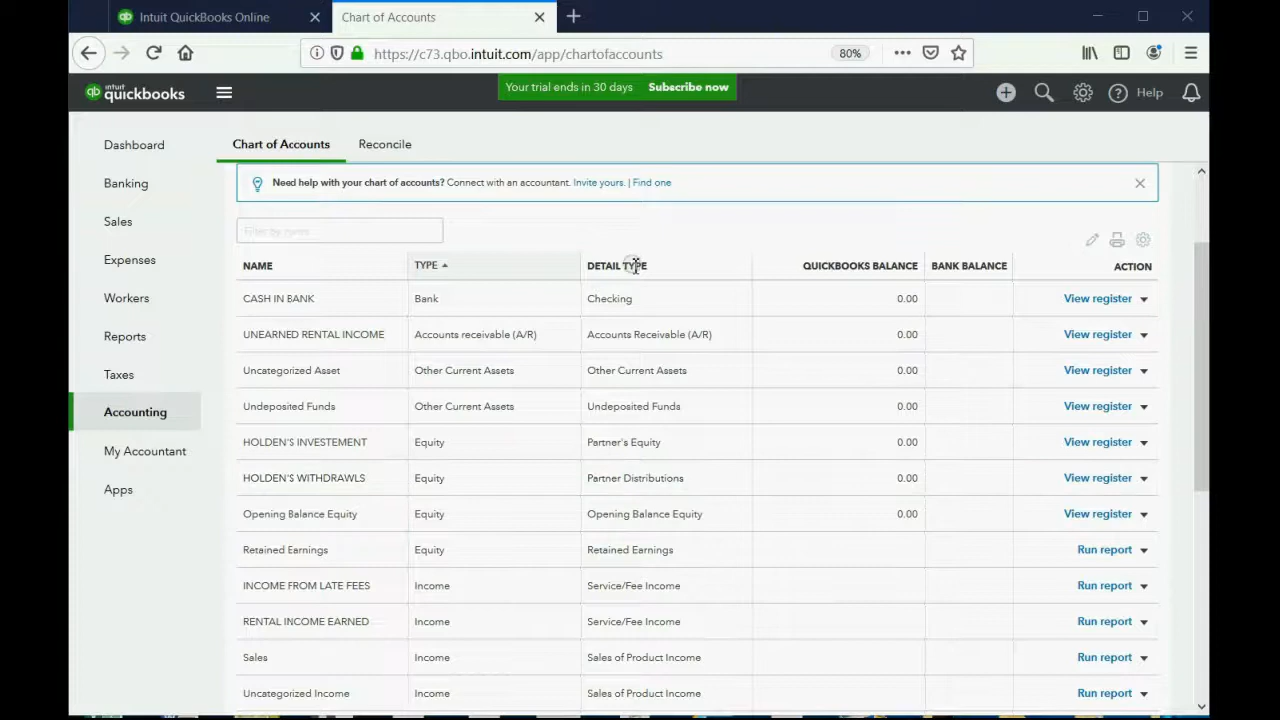 Intuit QuickBooks Online
Chart of Accounts
https://c73.qbo.intuit.com/app/chartofaccounts
80%
intuit
quickbooks
Your trial ends in 30 days Subscribe now
Help
Dashboard
Banking
Sales
Expenses
Workers
Reports
Taxes
Accounting
My Accountant
Apps
Chart of Accounts Reconcile
Need help with your chart of accounts? Connect with an accountant. Invite yours. | Find one
Filter by name
NAME TYPE DETAIL TYPE QUICKBOOKS BALANCE BANK BALANCE ACTION
CASH IN BANK Bank Checking 0.00 View register
UNEARNED RENTAL INCOME Accounts receivable (A/R) Accounts Receivable (A/R) 0.00 View register
Uncategorized Asset Other Current Assets Other Current Assets 0.00 View register
Undeposited Funds Other Current Assets Undeposited Funds 0.00 View register
HOLDEN'S INVESTEMENT Equity Partner's Equity 0.00 View register
HOLDEN'S WITHDRAWLS Equity Partner Distributions 0.00 View register
Opening Balance Equity Equity Opening Balance Equity 0.00 View register
Retained Earnings Equity Retained Earnings Run report
INCOME FROM LATE FEES Income Service/Fee Income Run report
RENTAL INCOME EARNED Income Service/Fee Income Run report
Sales Income Sales of Product Income Run report
Uncategorized Income Income Sales of Product Income Run report